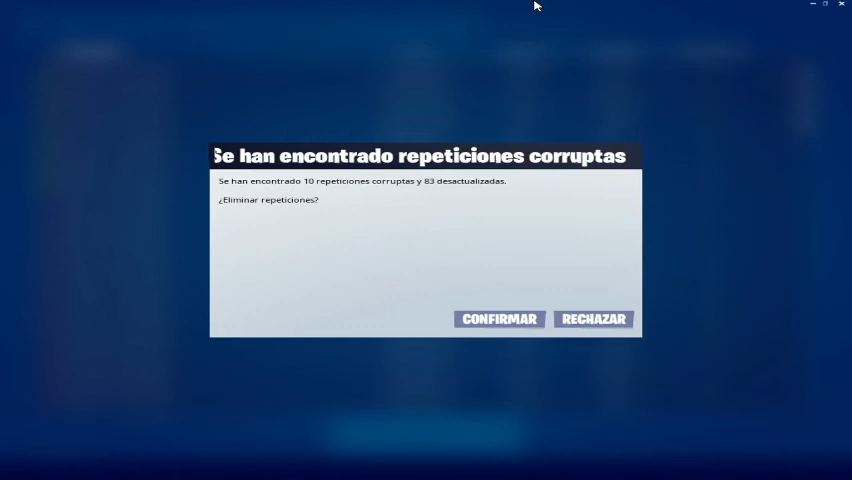 Se han encontrado repeticiones corruptas
Se han encontrado 10 repeticiones corruptas y 83 desactualizadas.
¿Eliminar repeticiones?
CONFIRMAR RECHAZAR